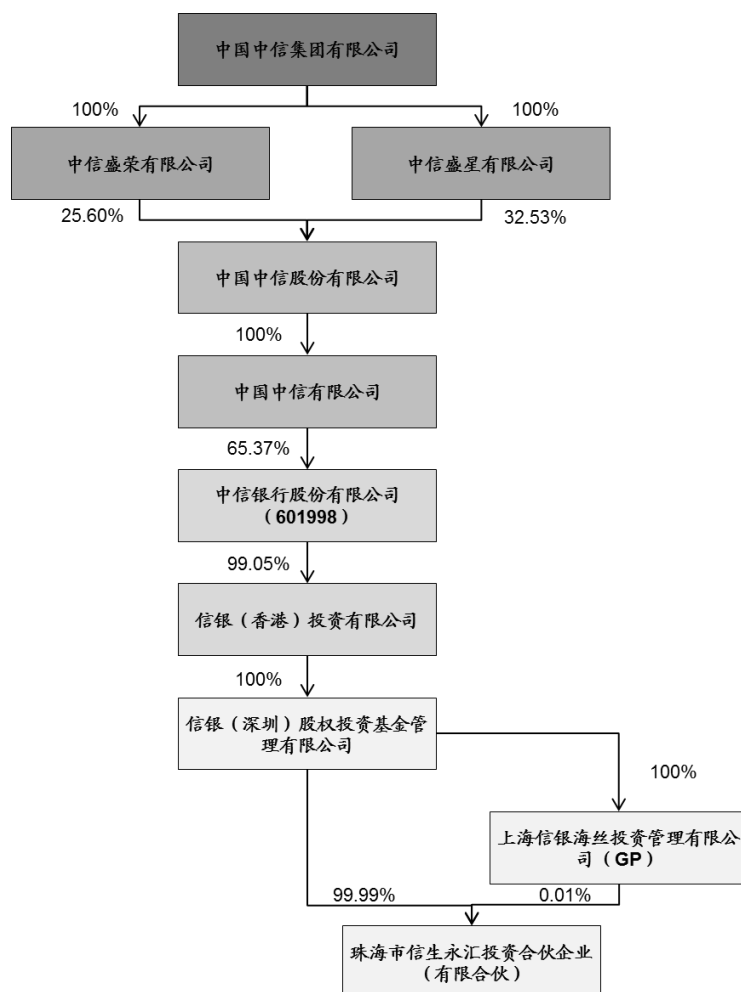 中国中信集团有限公司
100%
100%
中信盛荣有限公司
中信盛星有限公司
25.60%
32.53%
中国中信股份有限公司
100%
中国中信有限公司
65.37%
中信银行股份有限公司
（601998）
99.05%
信银（香港）投资有限公司
100%
信银（深圳）股权投资基金管
理有限公司
100%
上海信银海丝投资管理有限公
司（GP）
99.99%
0.01%
珠海市信生永汇投资合伙企业
（有限合伙）